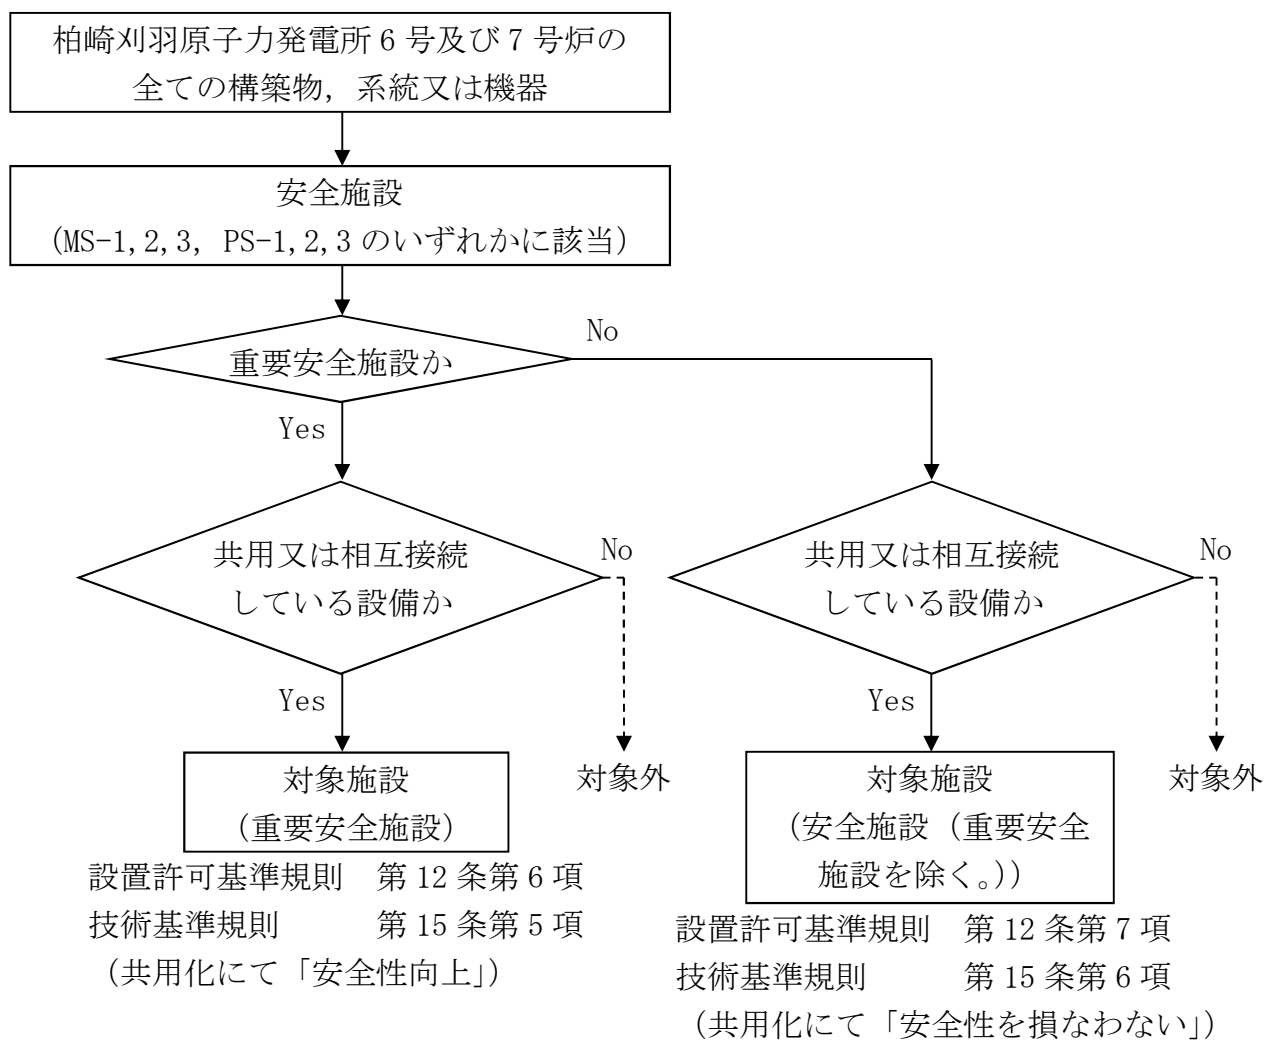 柏崎刈羽原子力発電所 6 号及び 7 号炉の
全ての構築物，系統又は機器
安全施設
（MS-1,2,3，PS-1,2,3 のいずれかに該当）
重要安全施設か
No
Yes
共用又は相互接続
している設備か
No
Yes
共用又は相互接続
している設備か
No
Yes
対象施設
（重要安全施設）
対象外
対象施設
（安全施設（重要安全
施設を除く。））
対象外
設置許可基準規則　第 12 条第 6 項
技術基準規則　　　第 15 条第 5 項
（共用化にて「安全性向上」）
設置許可基準規則　第 12 条第 7 項
技術基準規則　　　第 15 条第 6 項
（共用化にて「安全性を損なわない」）